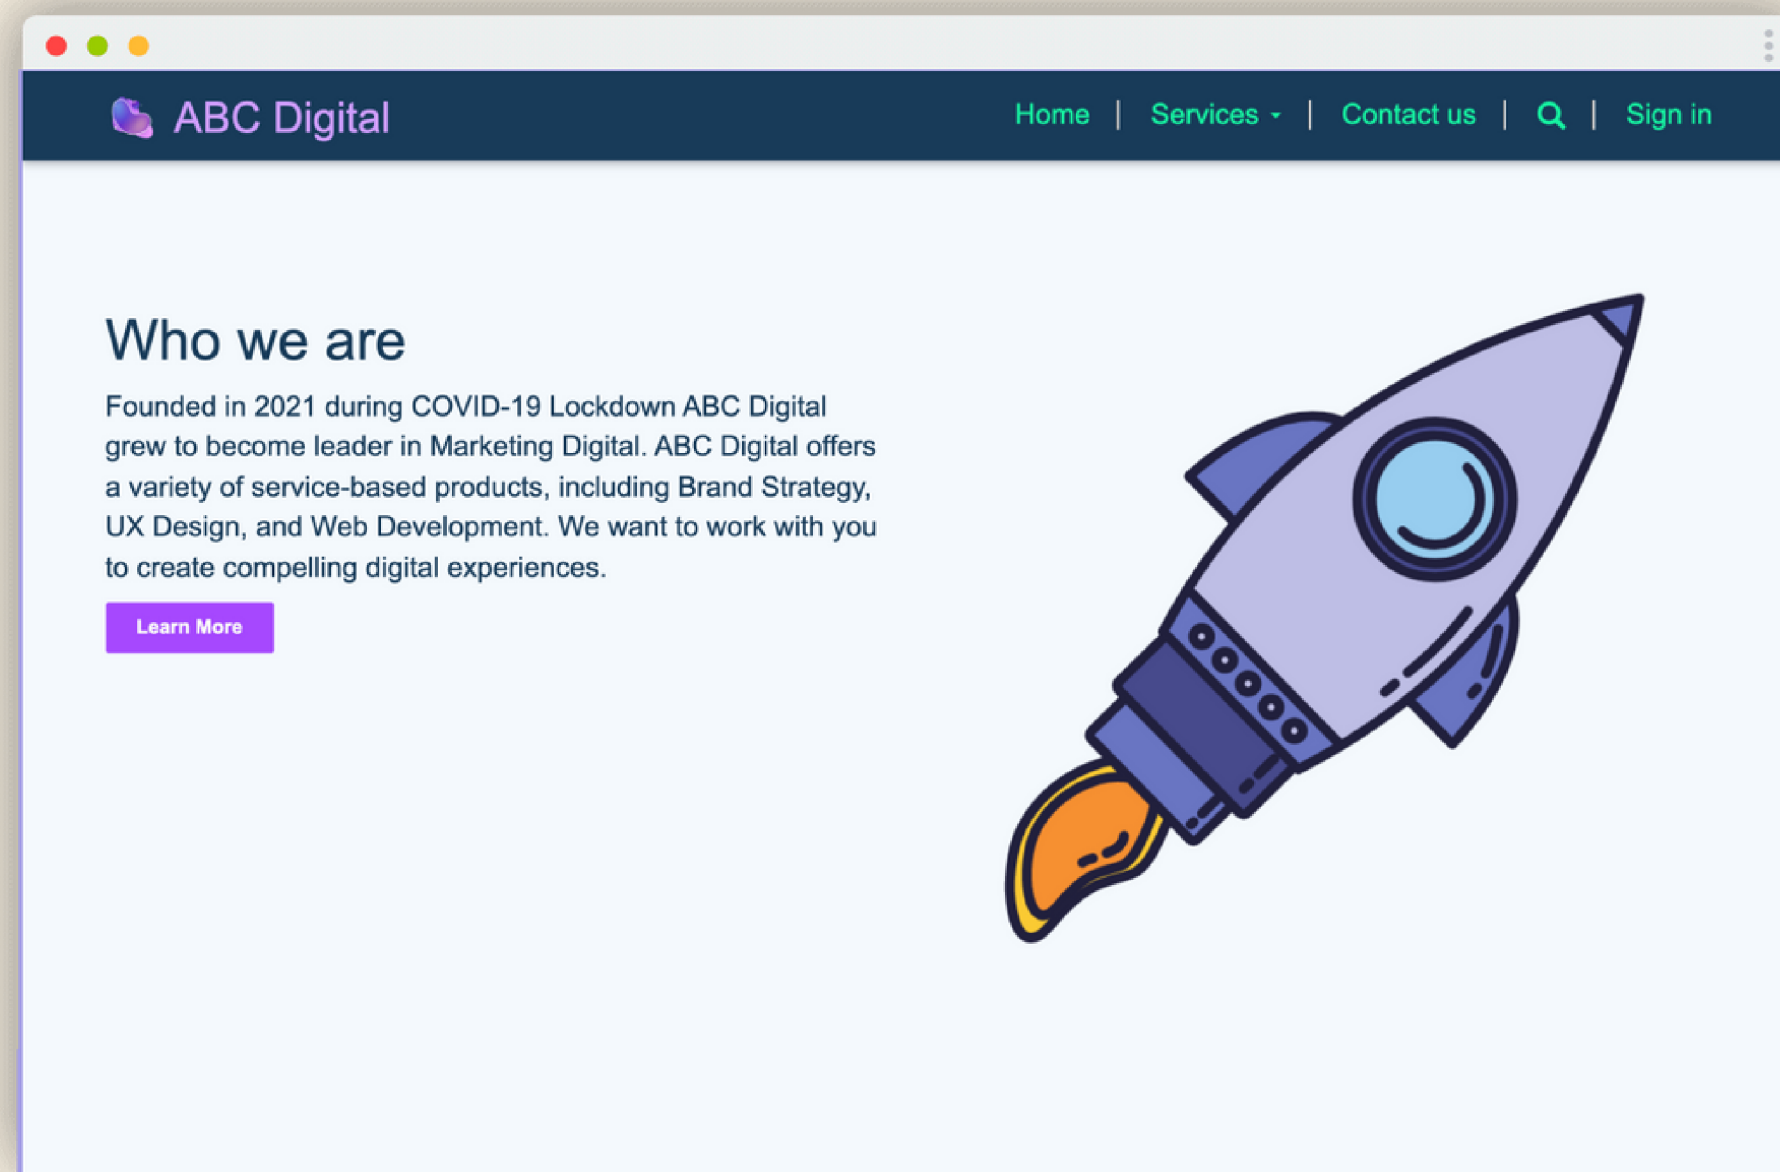 ABC Digital
Home | Services | Contact us | | Sign in
Who we are
Founded in 2021 during COVID-19 Lockdown ABC Digital
grew to become leader in Marketing Digital. ABC Digital offers
a variety of service-based products, including Brand Strategy,
UX Design, and Web Development. We want to work with you
to create compelling digital experiences.
Learn More